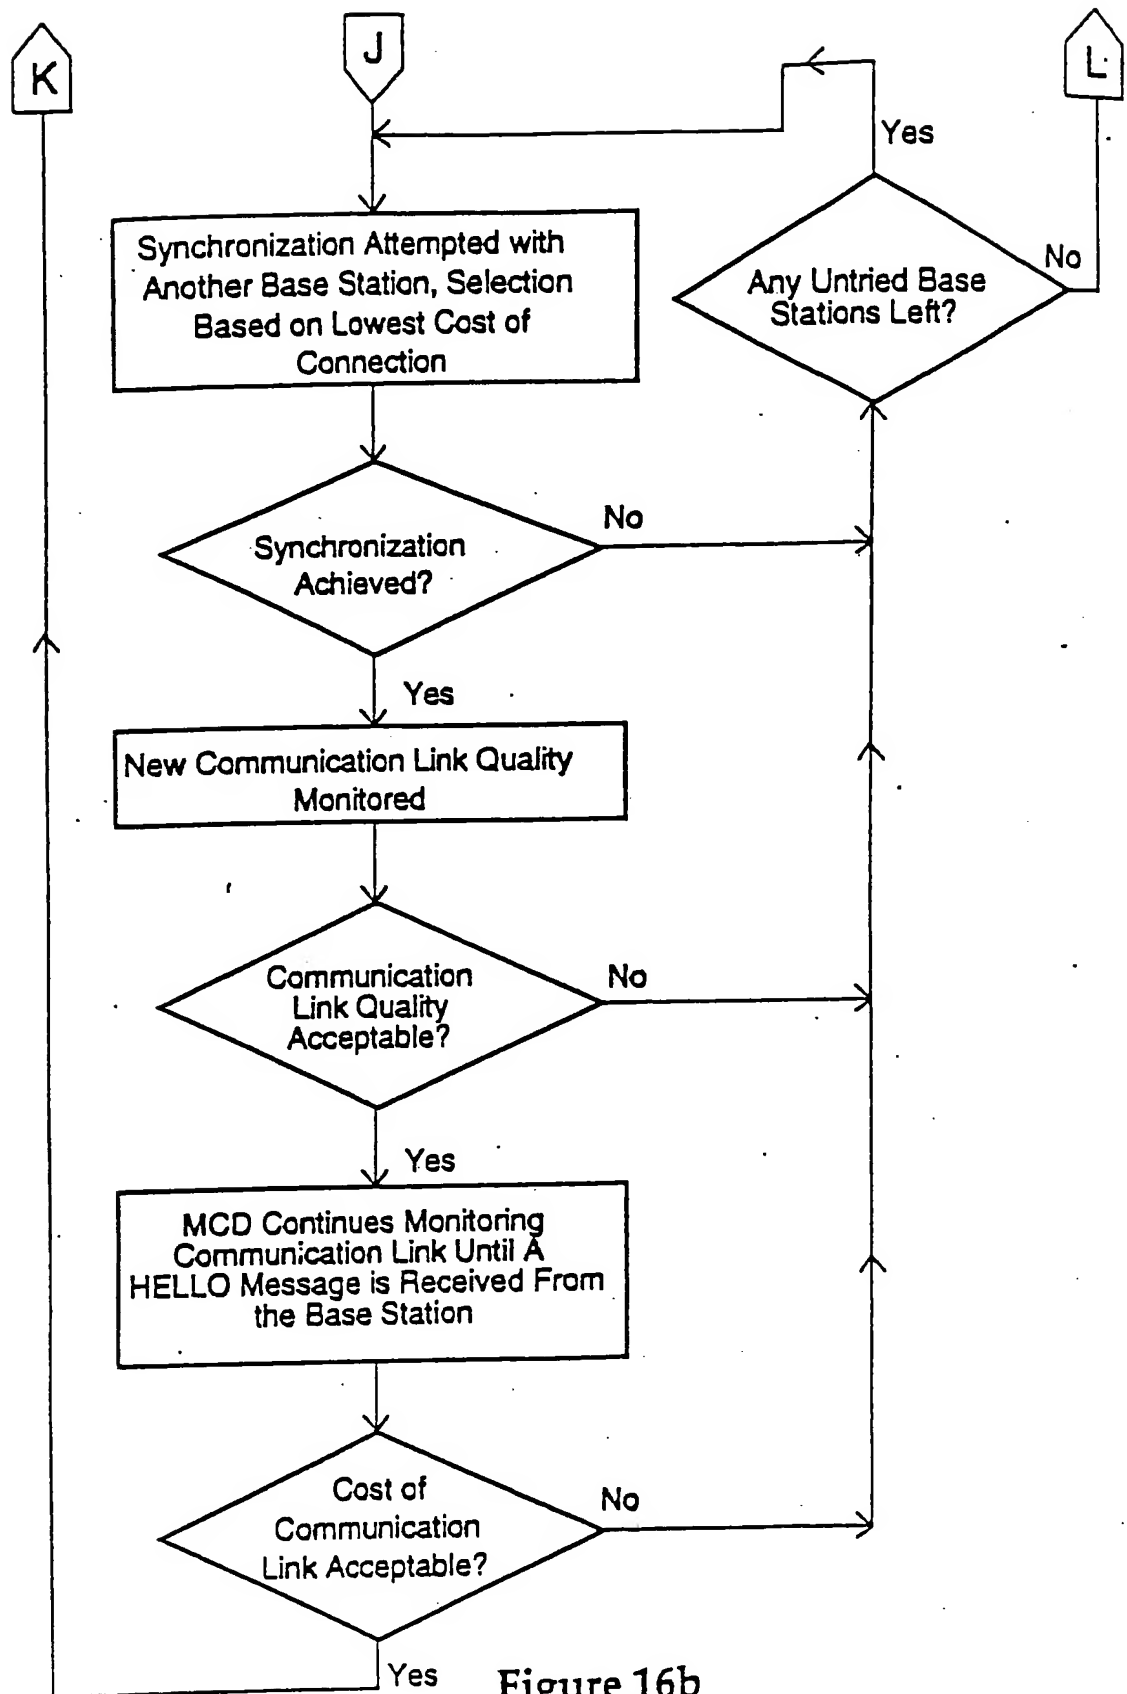 K
J
L
Yes
Synchronization Attempted with
Another Base Station, Selection
Based on Lowest Cost of
Connection
No
Any Untried Base
Stations Left?
No
Synchronization
Achieved?
Yes
New Communication Link Quality
Monitored
Communication
Link Quality
Acceptable?
No
Yes
MCD Continues Monitoring
Communication Link Until A
HELLO Message is Received From
the Base Station
Cost of
Communication
Link Acceptable?
No
Yes
Figure 16b